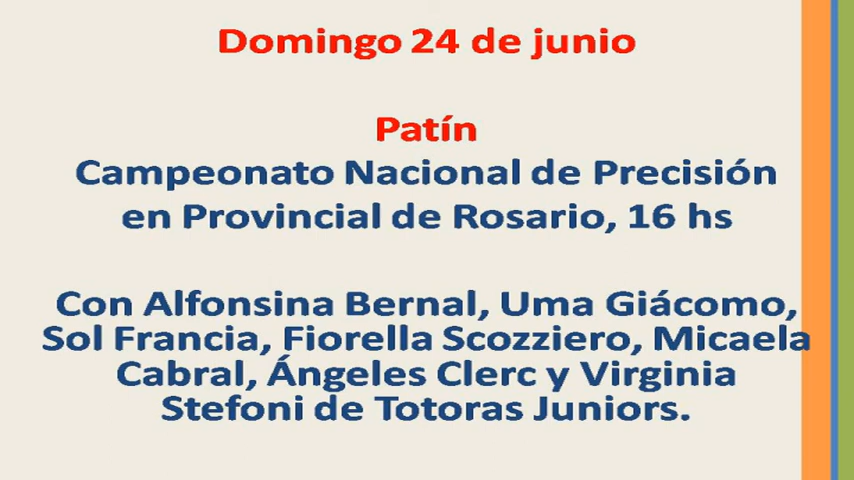 Domingo 24 de junio
Patín
Campeonato Nacional de Precisión
en Provincial de Rosario, 16 hs
Con Alfonsina Bernal, Uma Giácomo,
Sol Francia, Fiorella Scozziero, Micaela
Cabral, Ángeles Clerc y Virginia
Stefoni de Totoras Juniors.